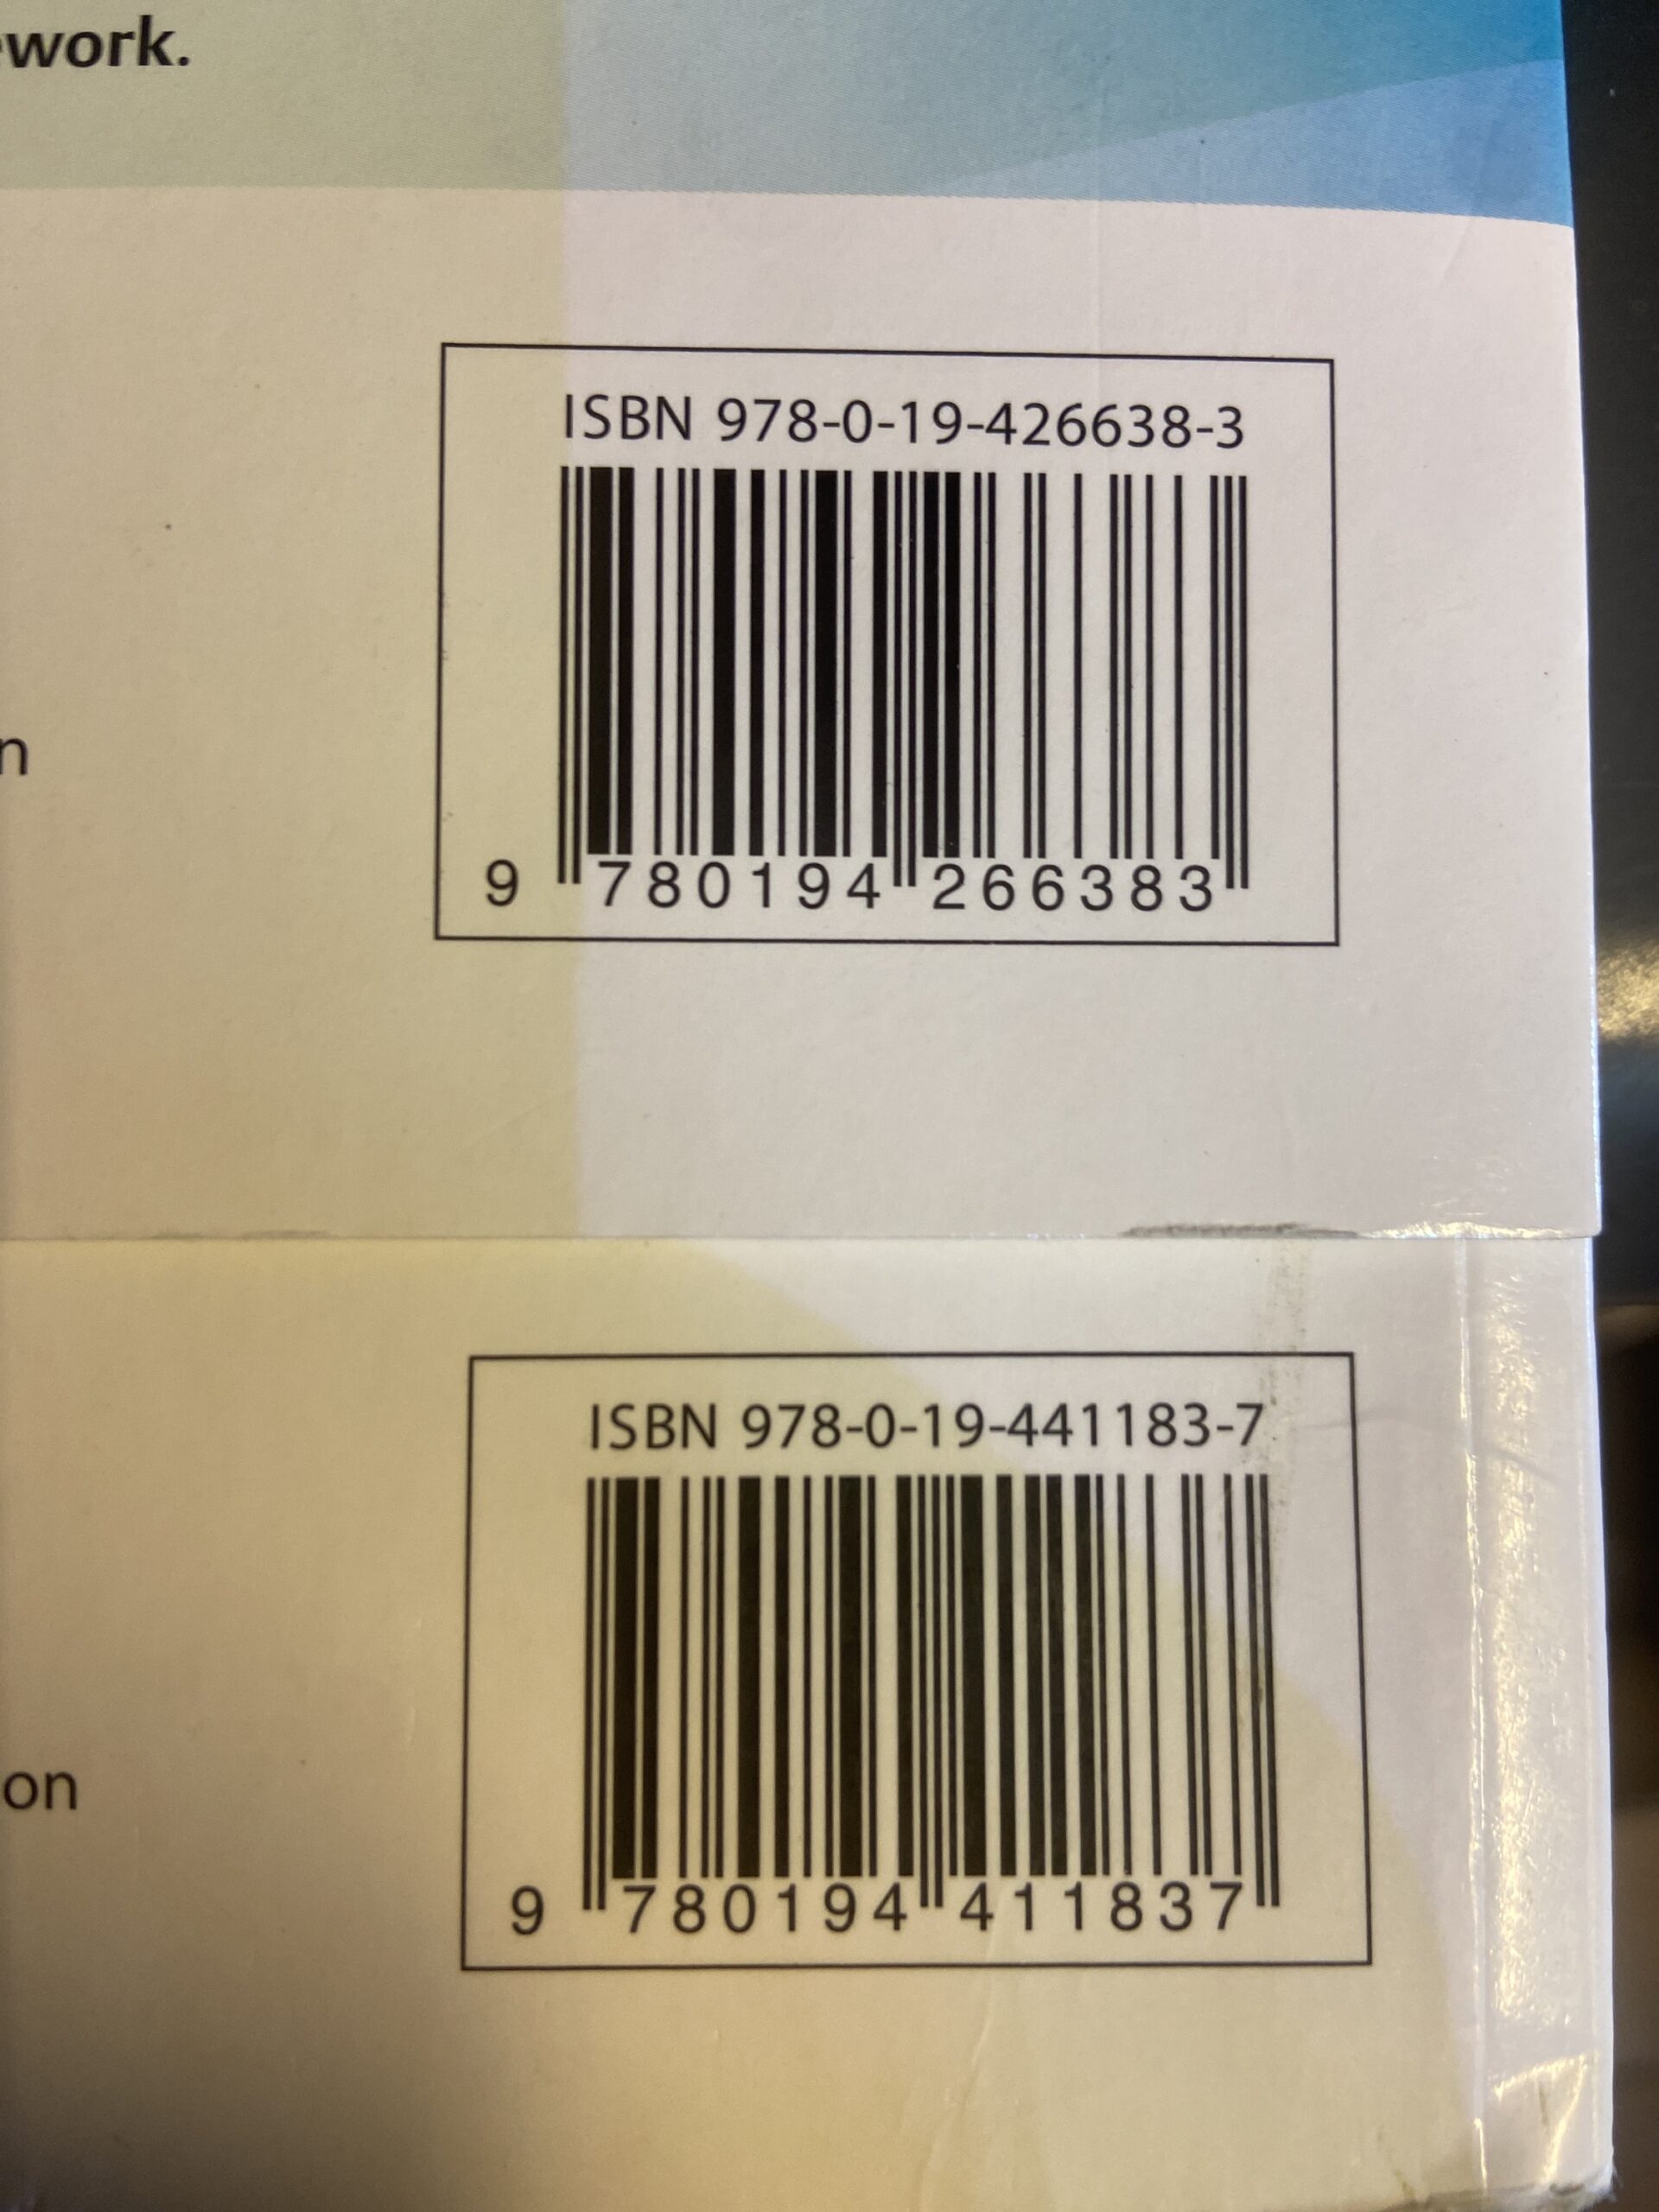 ework.
ISBN 978-0-19-426638-3
9 780194 266383
n
ISBN 978-0-19-441183-7
9 780194 411837
on